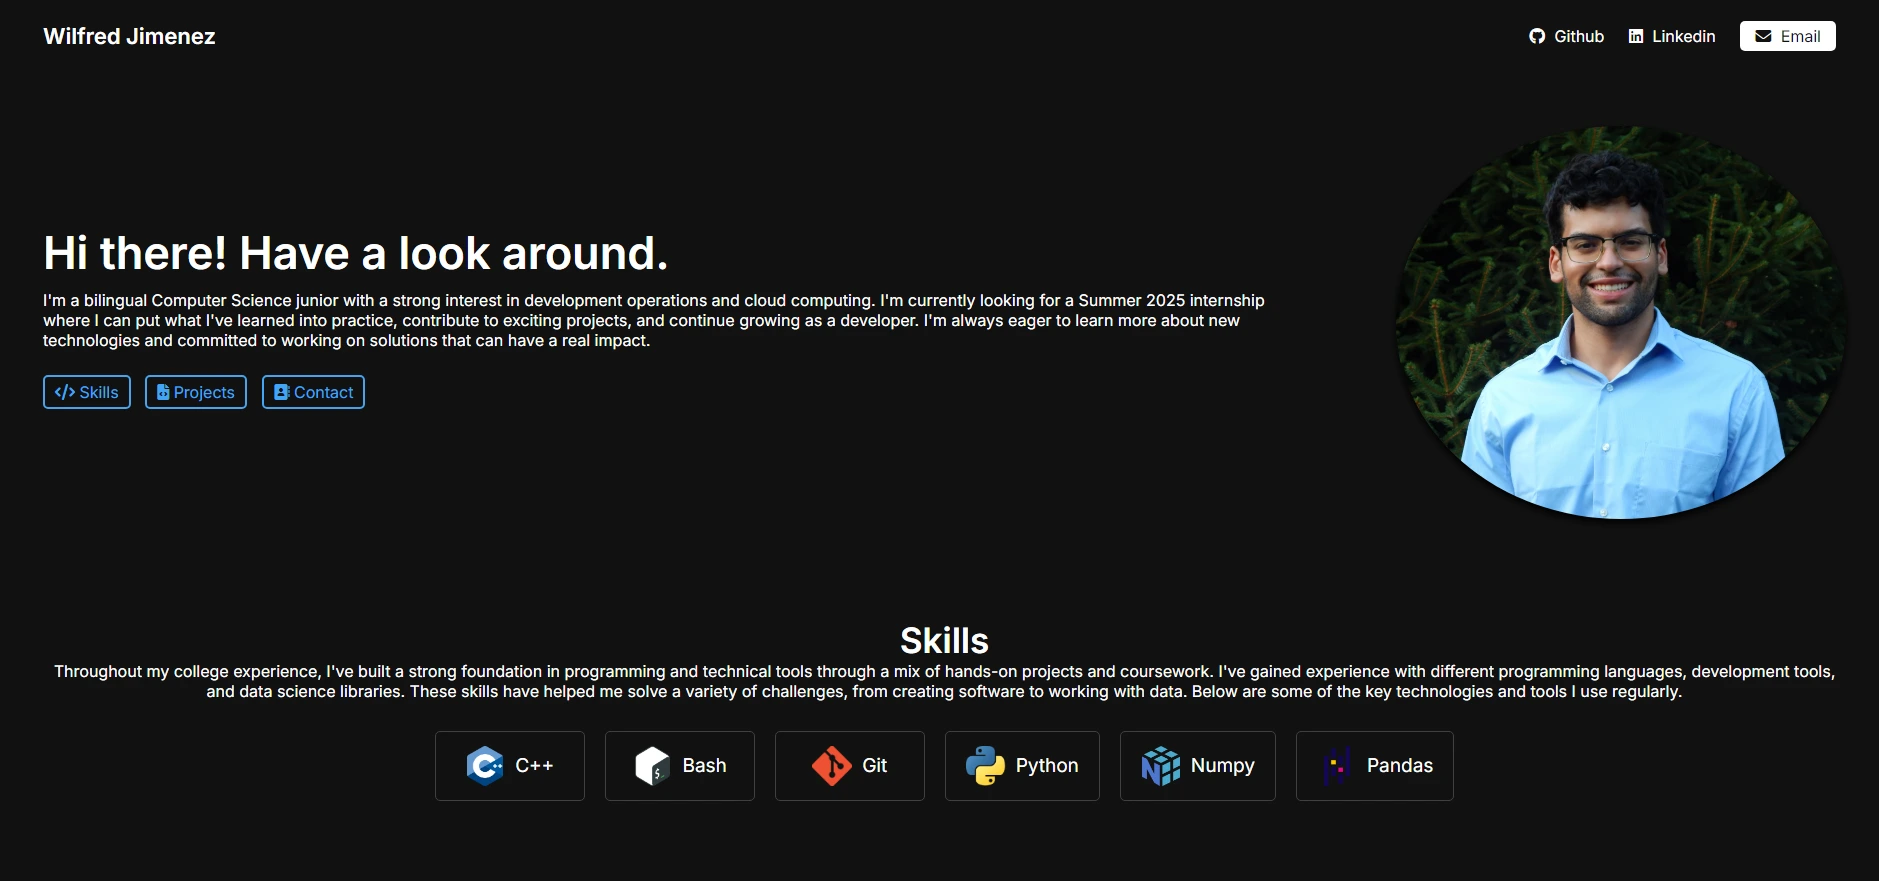 Wilfred Jimenez
Github
Linkedin
Email
Hi there! Have a look around.
I'm a bilingual Computer Science junior with a strong interest in development operations and cloud computing. I'm currently looking for a Summer 2025 internship
where I can put what I've learned into practice, contribute to exciting projects, and continue growing as a developer. I'm always eager to learn more about new
technologies and committed to working on solutions that can have a real impact.
Skills
Projects
Contact
Skills
Throughout my college experience, I've built a strong foundation in programming and technical tools through a mix of hands-on projects and coursework. I've gained experience with different programming languages, development tools,
and data science libraries. These skills have helped me solve a variety of challenges, from creating software to working with data. Below are some of the key technologies and tools I use regularly.
C++
Bash
Git
Python
Numpy
Pandas